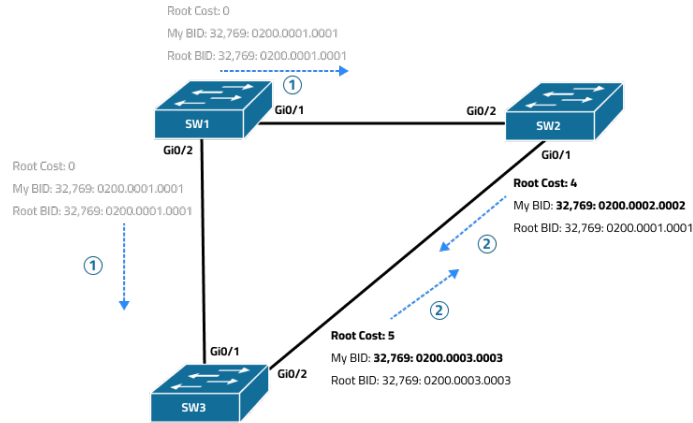 Root Cost: 0
My BID: 32,769: 0200.0001.0001
Root BID: 32,769: 0200.0001.0001
1
Gi0/1
Gi0/2
SW1
SW2
Gi0/2
Gi0/1
Root Cost: 0
My BID: 32,769: 0200.0001.0001
Root BID: 32,769: 0200.0001.0001
1
Root Cost: 4
My BID: 32,769: 0200.0002.0002
Root BID: 32,769: 0200.0001.0001
2
2
Root Cost: 5
My BID: 32,769: 0200.0003.0003
Root BID: 32,769: 0200.0003.0003
Gi0/1
Gi0/2
SW3